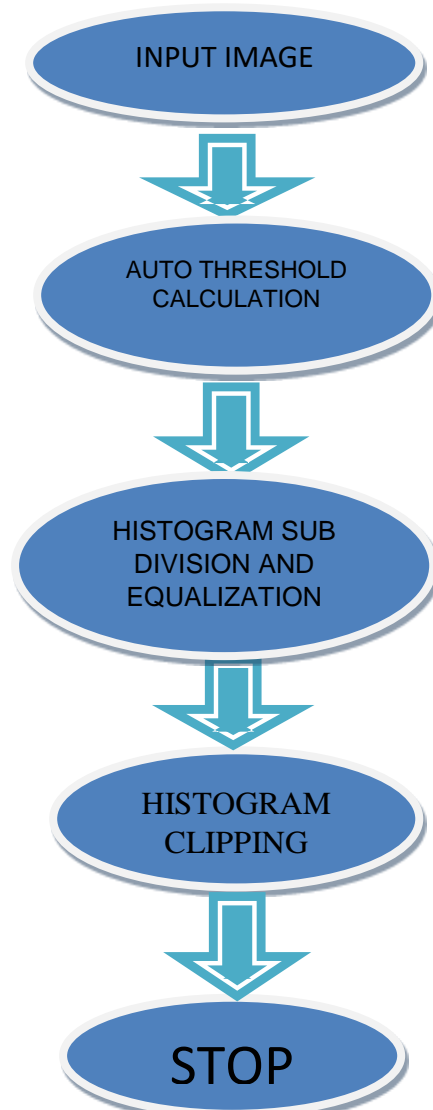 INPUT IMAGE
AUTO THRESHOLD
CALCULATION
HISTOGRAM SUB
DIVISION AND
EQUALIZATION
HISTOGRAM
CLIPPING
STOP